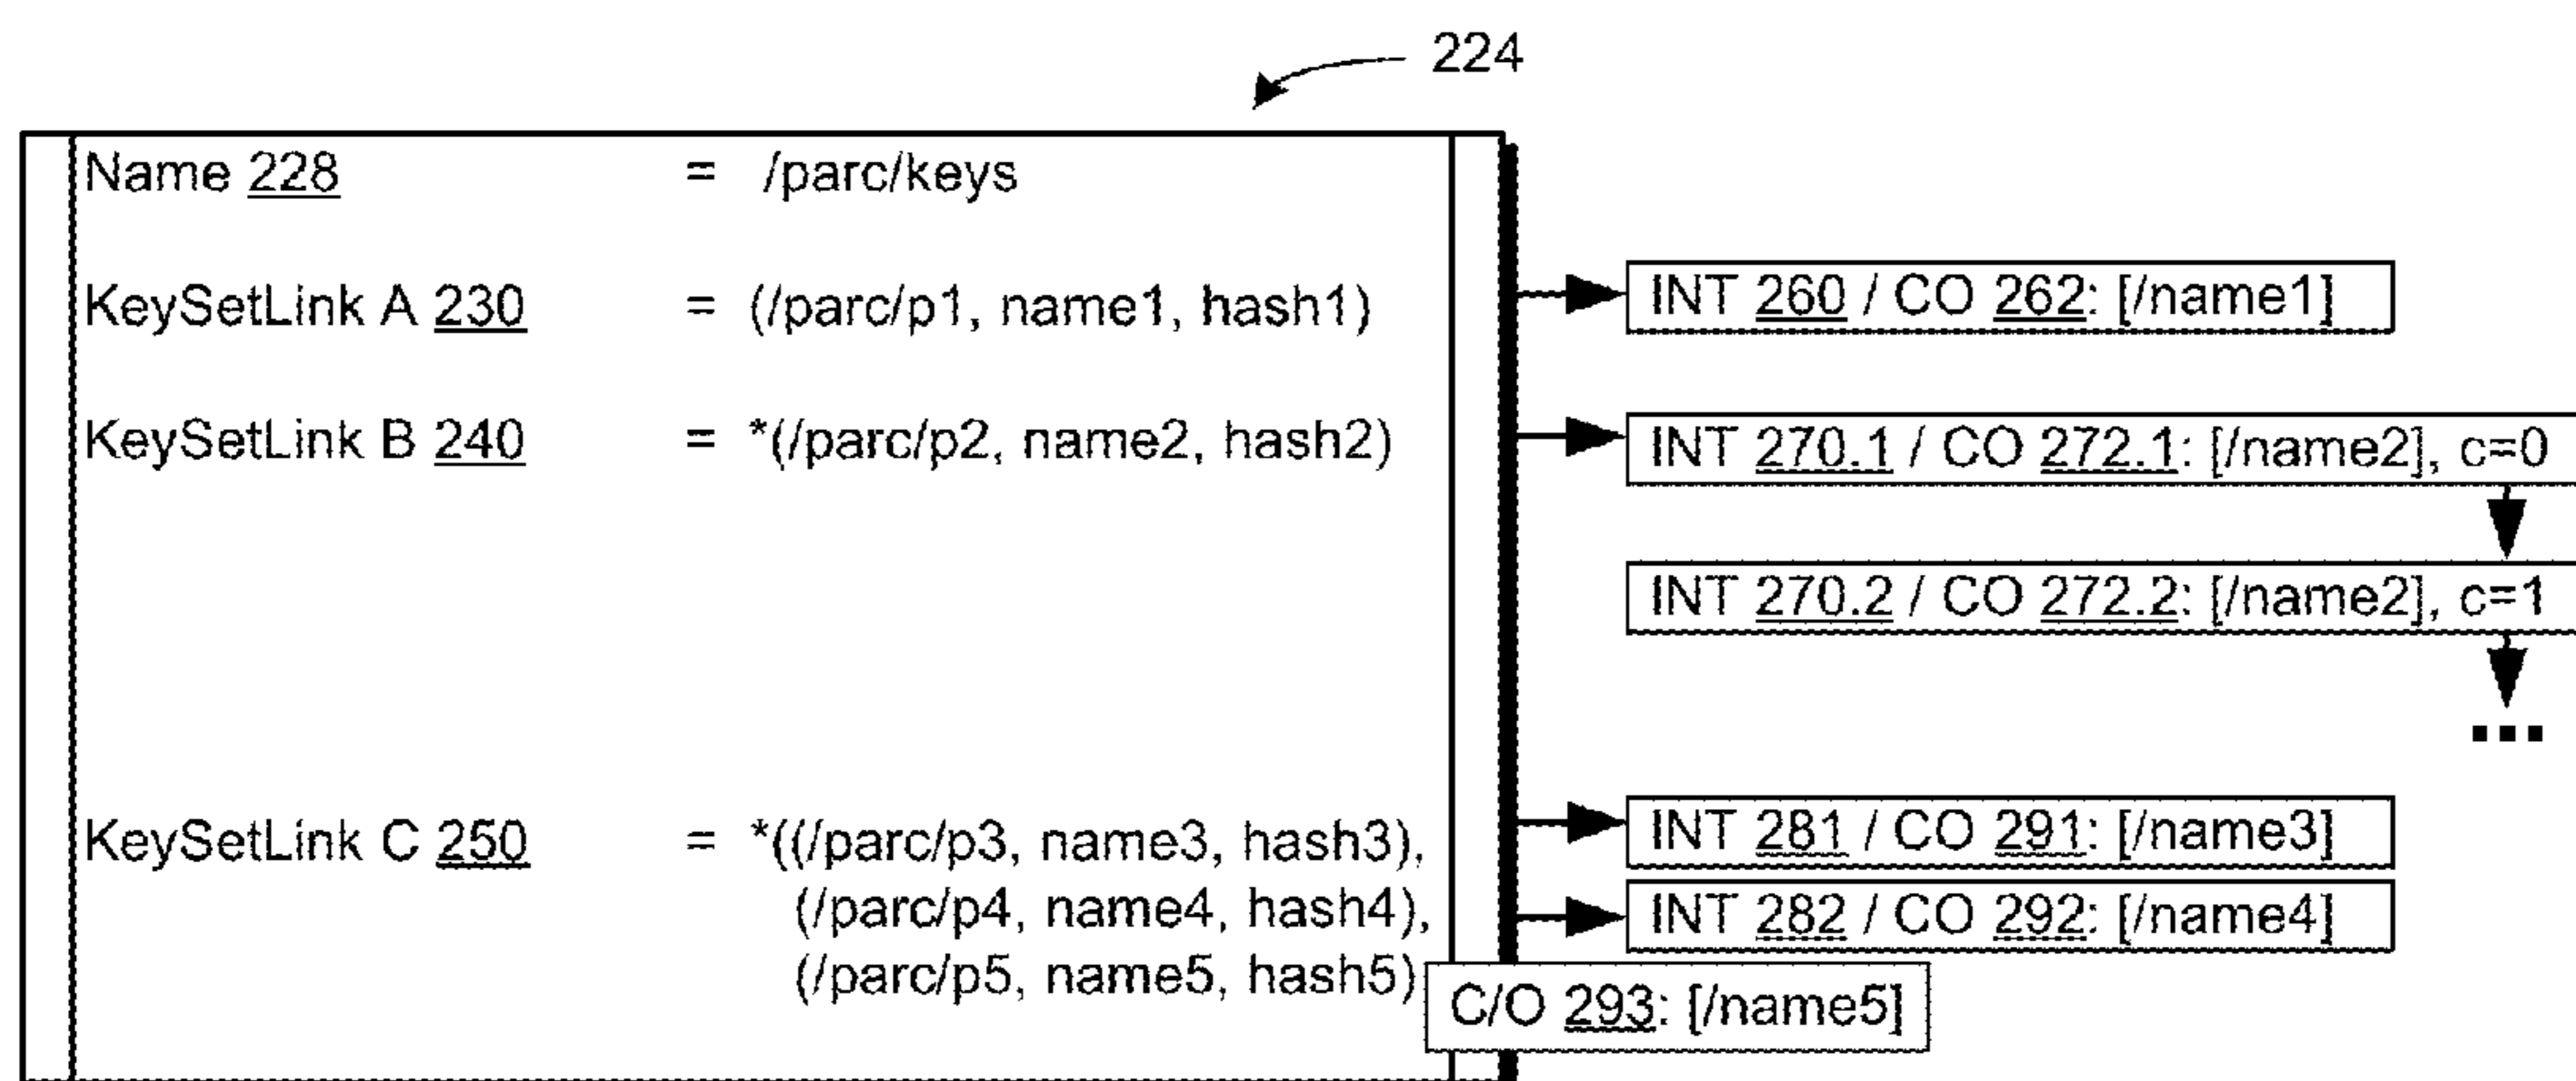 224
Name 228 = /parc/keys
KeySetLink A 230 = (/parc/p1, name1, hash1)
INT 260 / CO 262: [/name1]
KeySetLink B 240 = *(/parc/p2, name2, hash2)
INT 270.1 / CO 272.1: [/name2], c=0
INT 270.2 / CO 272.2: [/name2], c=1
...
KeySetLink C 250 = *((/parc/p3, name3, hash3),
INT 281 / CO 291: [/name3]
(/parc/p4, name4, hash4),
INT 282 / CO 292: [/name4]
(/parc/p5, name5, hash5)
C/O 293: [/name5]